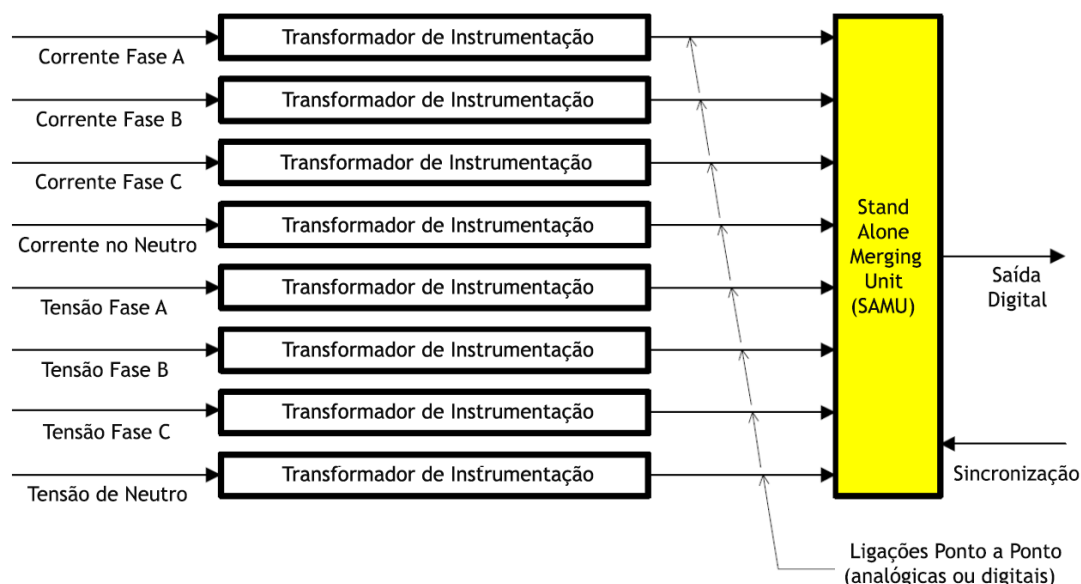 Transformador de Instrumentação
Corrente Fase A
Transformador de Instrumentação
Corrente Fase B
Transformador de Instrumentação
Corrente Fase C
Transformador de Instrumentação
Corrente no Neutro
Transformador de Instrumentação
Tensão Fase A
Transformador de Instrumentação
Tensão Fase B
Transformador de Instrumentação
Tensão Fase C
Transformador de Instrumentação
Tensão de Neutro
Stand
Alone
Merging
Unit
(SAMU)
Saída
Digital
Sincronização
Ligações Ponto a Ponto
(analógicas ou digitais)